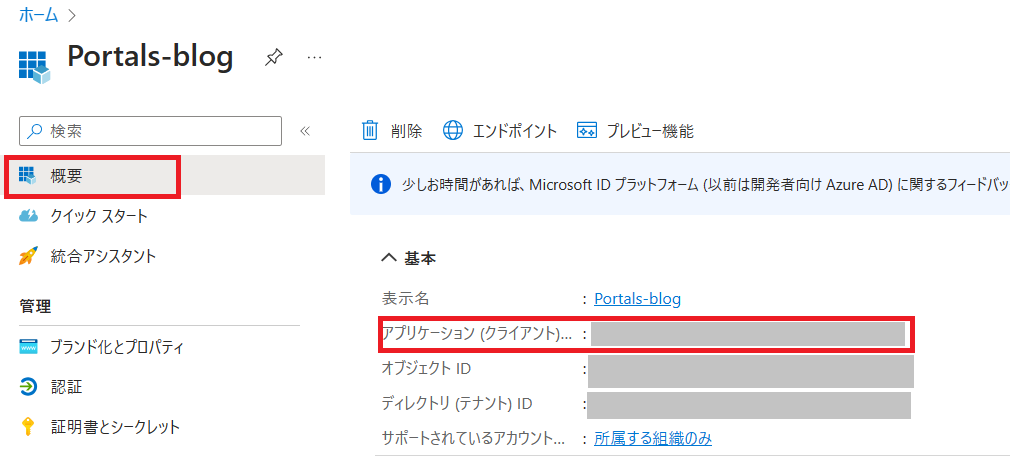 ホーム >
Portals-blog ...
検索 «
概要
クイック スタート
統合アシスタント
管理
ブランド化とプロパティ
認証
証明書とシークレット
削除 エンドポイント プレビュー機能
少しお時間があれば、Microsoft ID プラットフォーム (以前は開発者向け Azure AD) に関するフィードバッ
基本
表示名 : Portals-blog
アプリケーション (クライアント)... :
オブジェクト ID :
ディレクトリ (テナント) ID :
サポートされているアカウント... : 所属する組織のみ